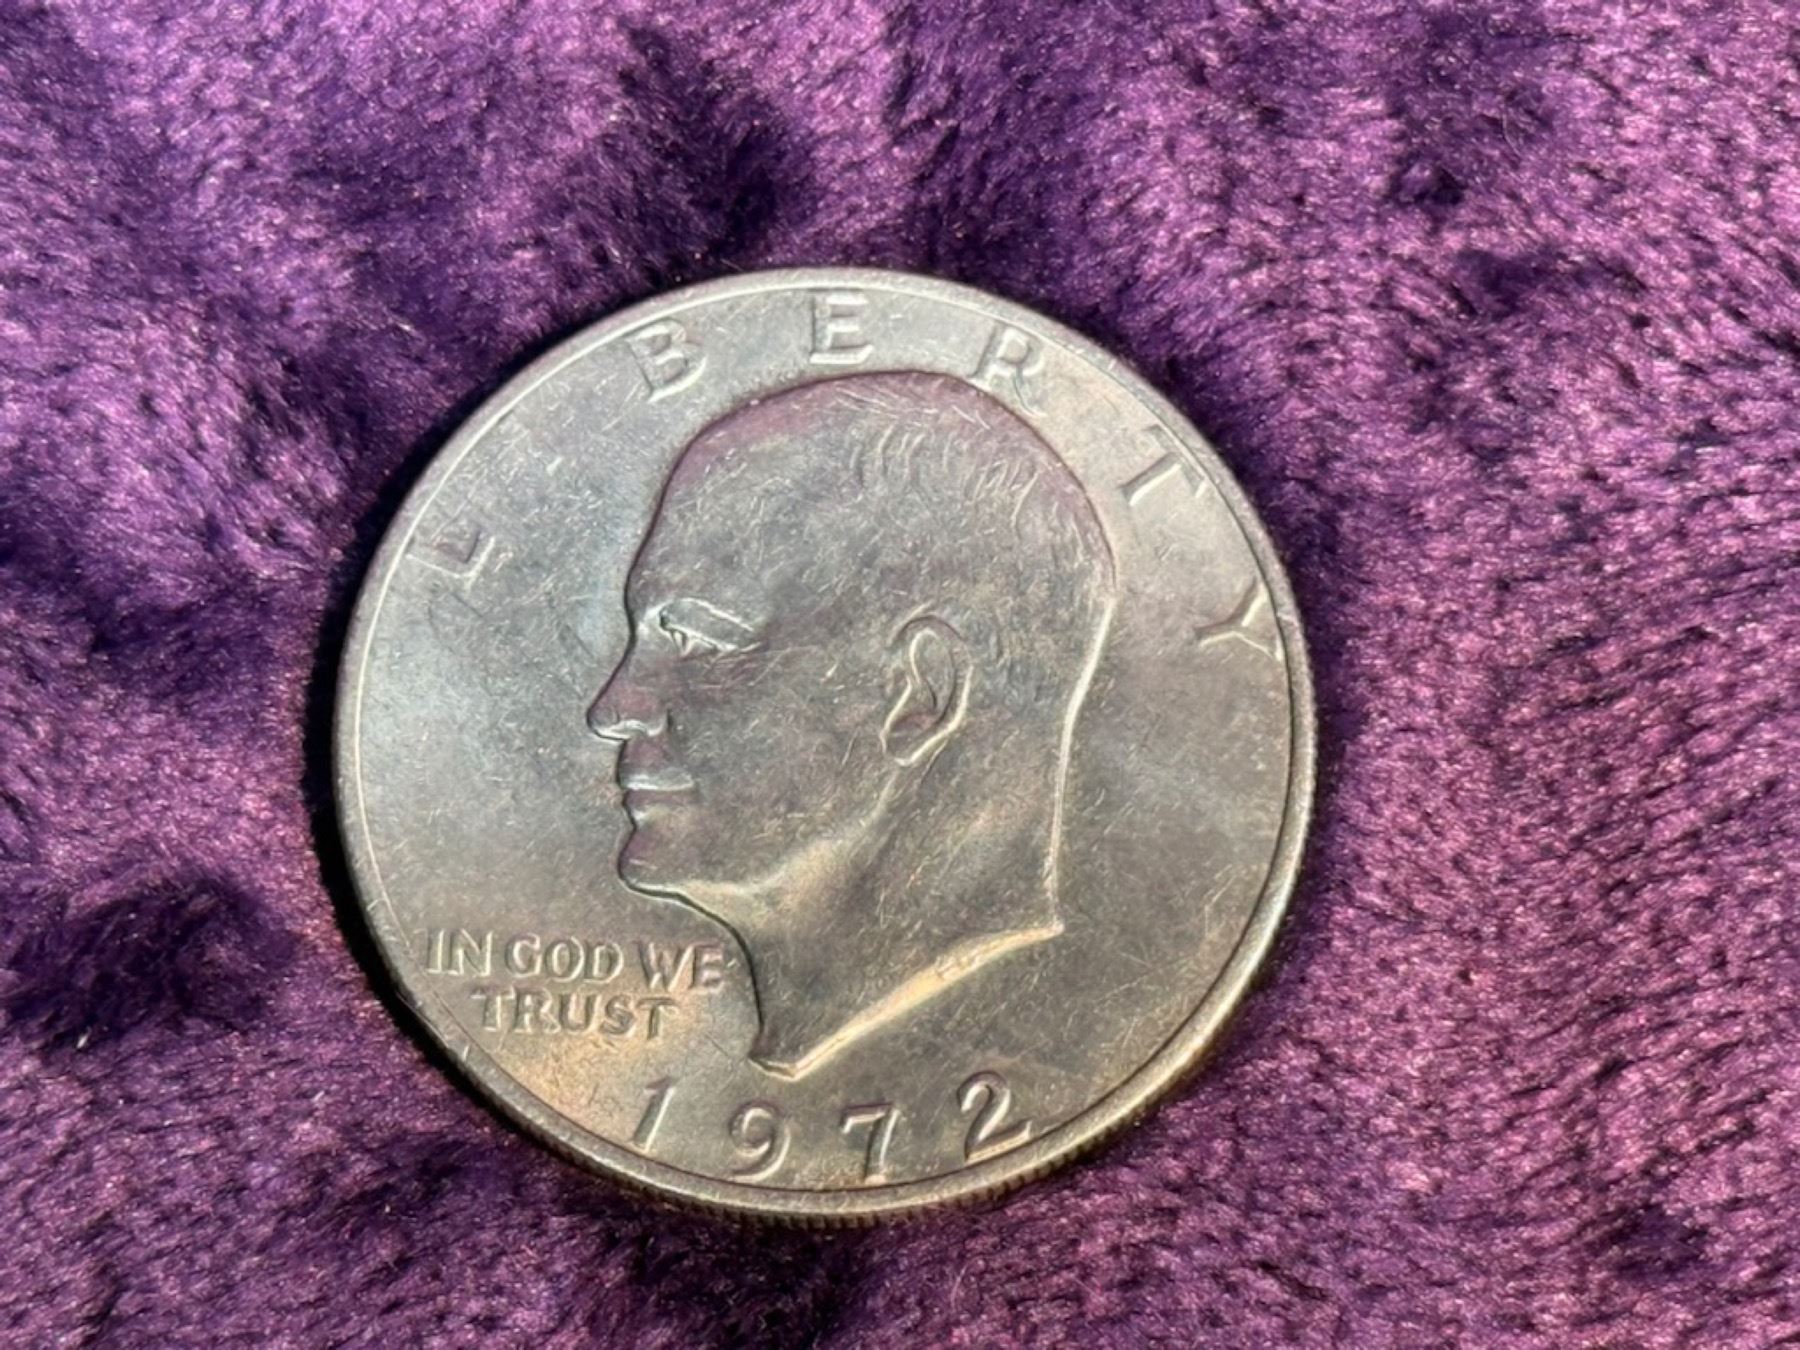 LIBERTY
IN GOD WE
TRUST
1972